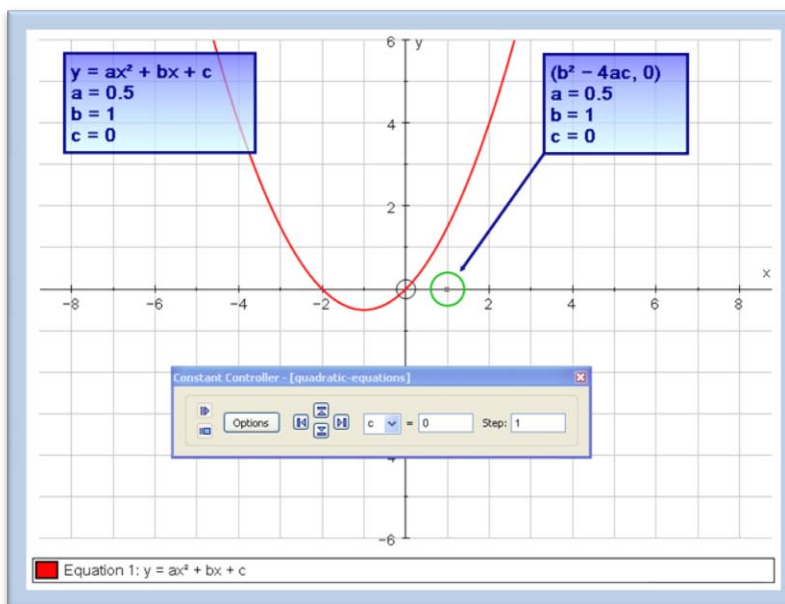 y = ax² + bx + c
a = 0.5
b = 1
c = 0
(b² − 4ac, 0)
a = 0.5
b = 1
c = 0
6
y
4
2
x
−8
−6
−4
−2
2
4
6
8
Constant Controller - [quadratic-equations]
Options
c
=
0
Step:
1
−6
Equation 1: y = ax² + bx + c